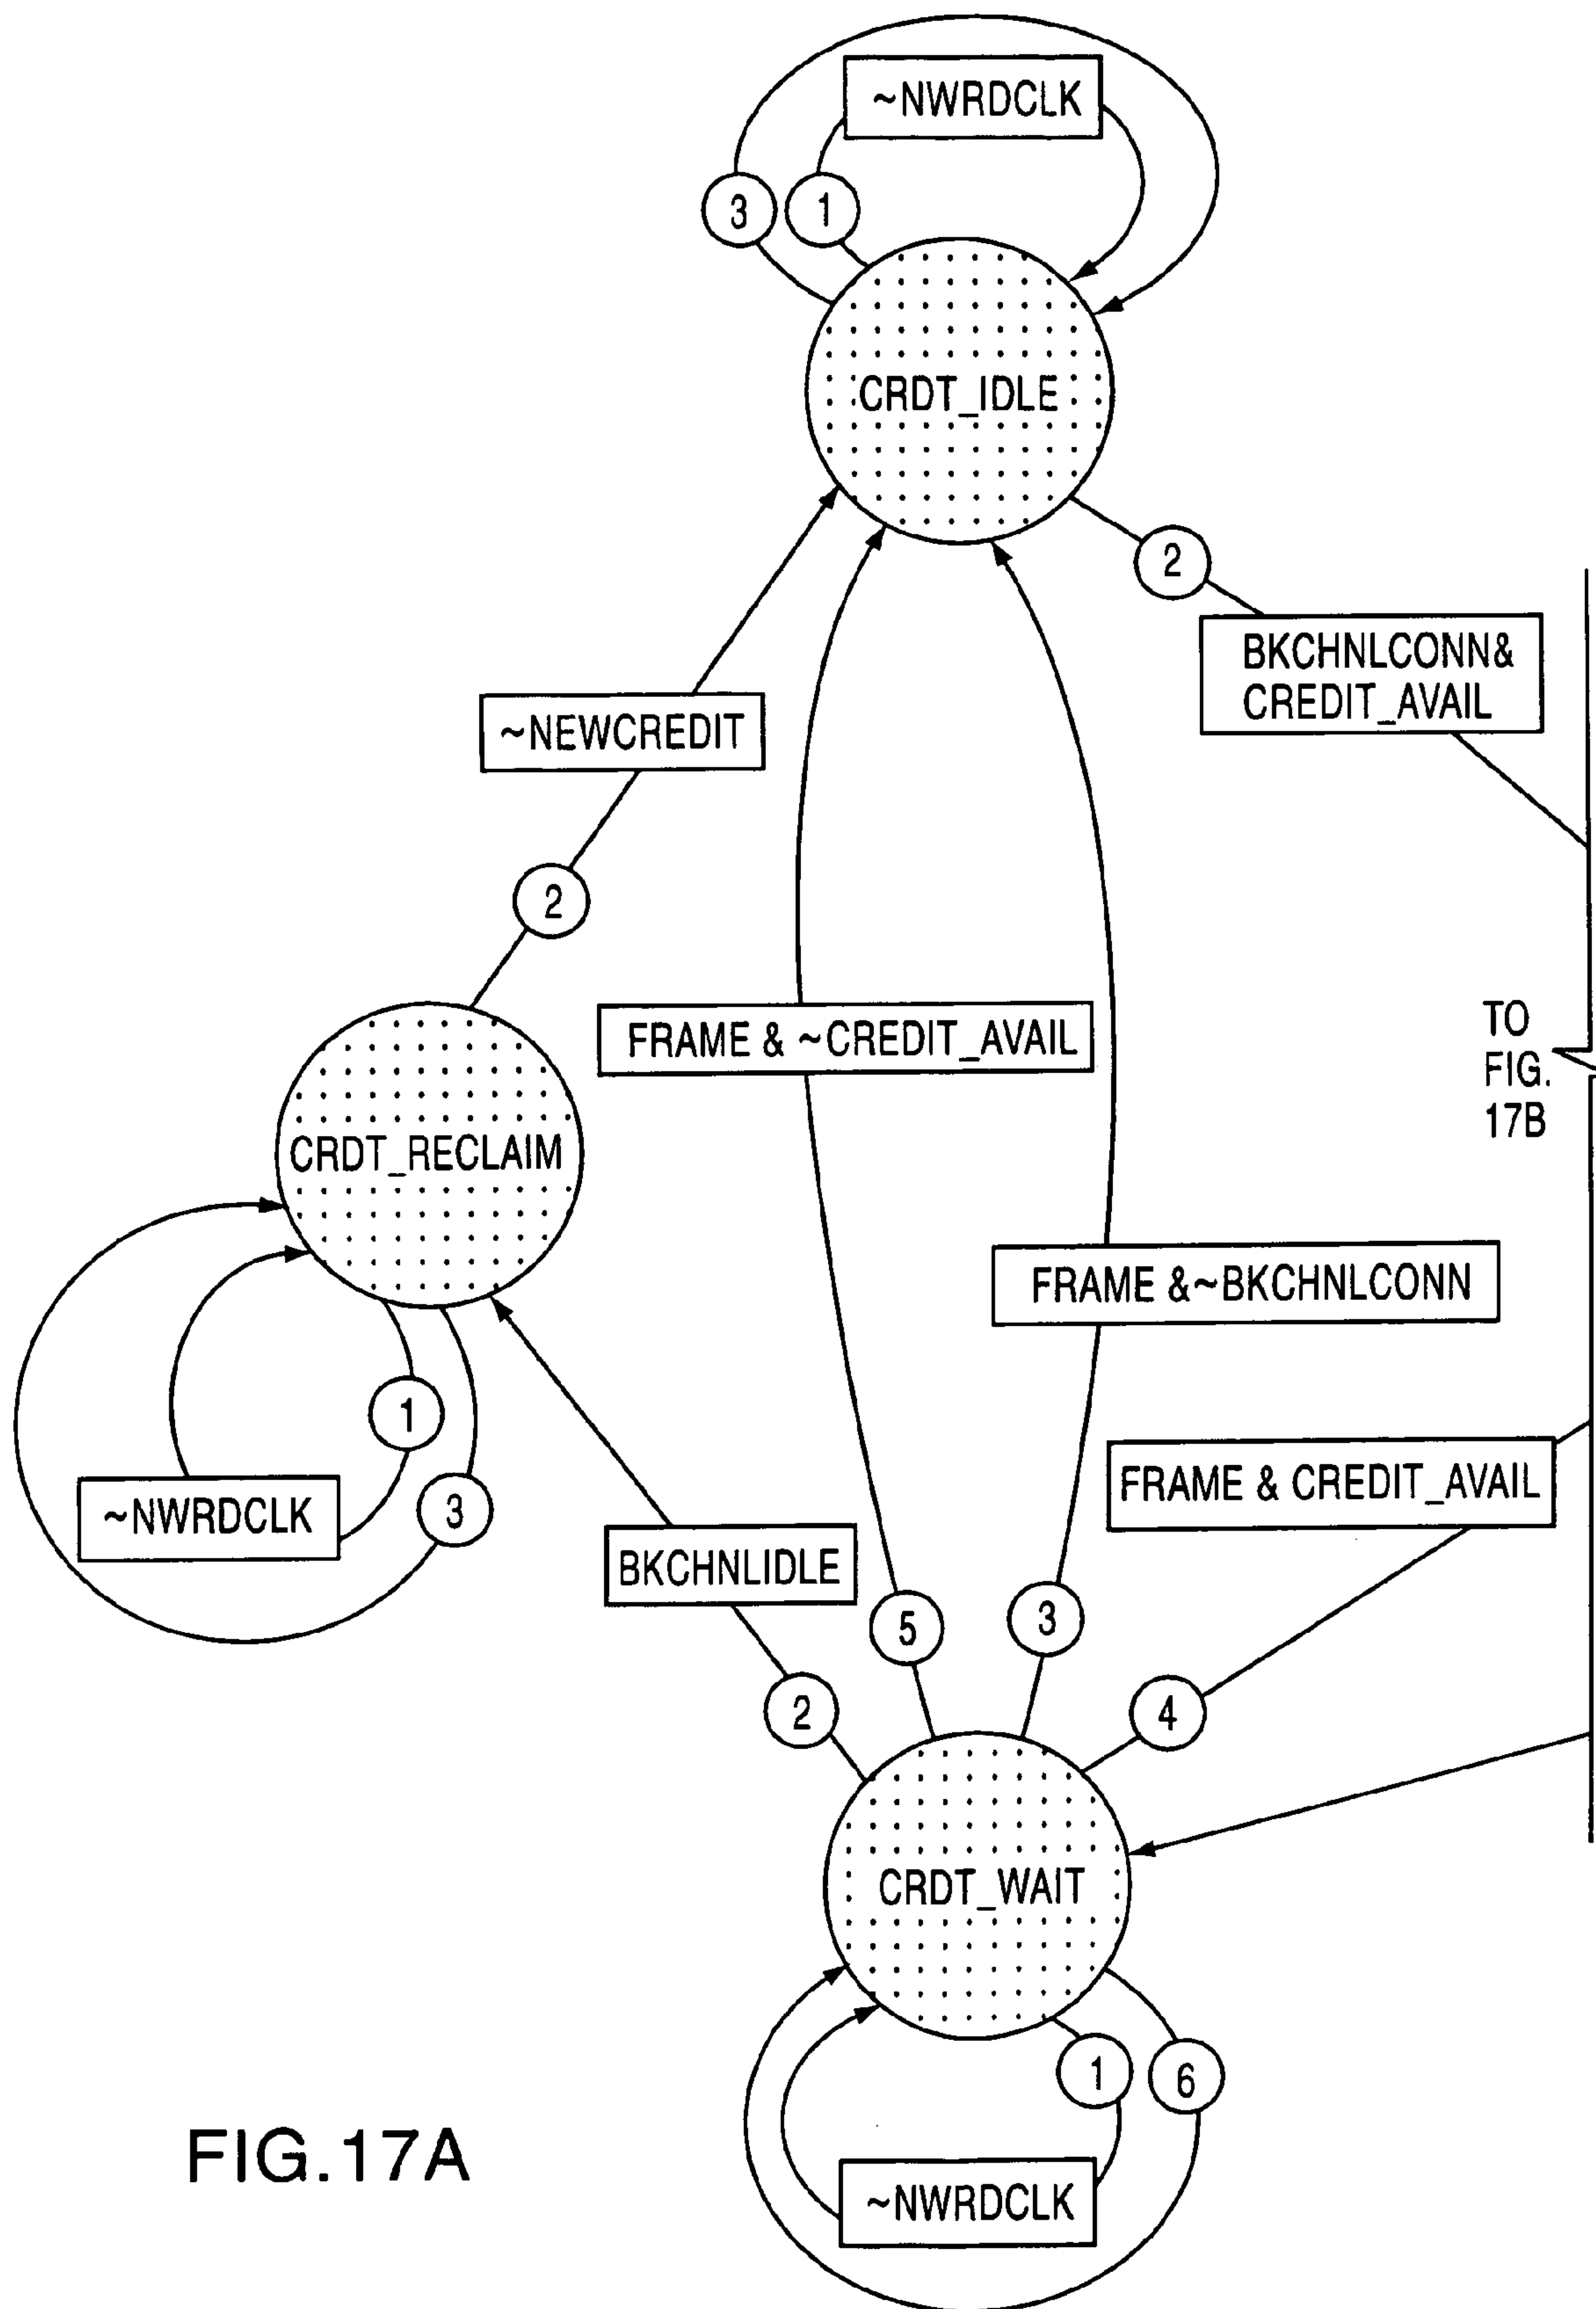 ~NWRDCLK
3
1
CRDT_IDLE
2
BKCHNLCONN&
CREDIT_AVAIL
~NEWCREDIT
2
FRAME & ~CREDIT_AVAIL
TO
FIG.
17B
CRDT_RECLAIM
FRAME &~BKCHNLCONN
1
FRAME & CREDIT_AVAIL
~NWRDCLK
3
BKCHNLIDLE
5
3
2
4
CRDT_WAIT
1
6
~NWRDCLK
FIG.17A